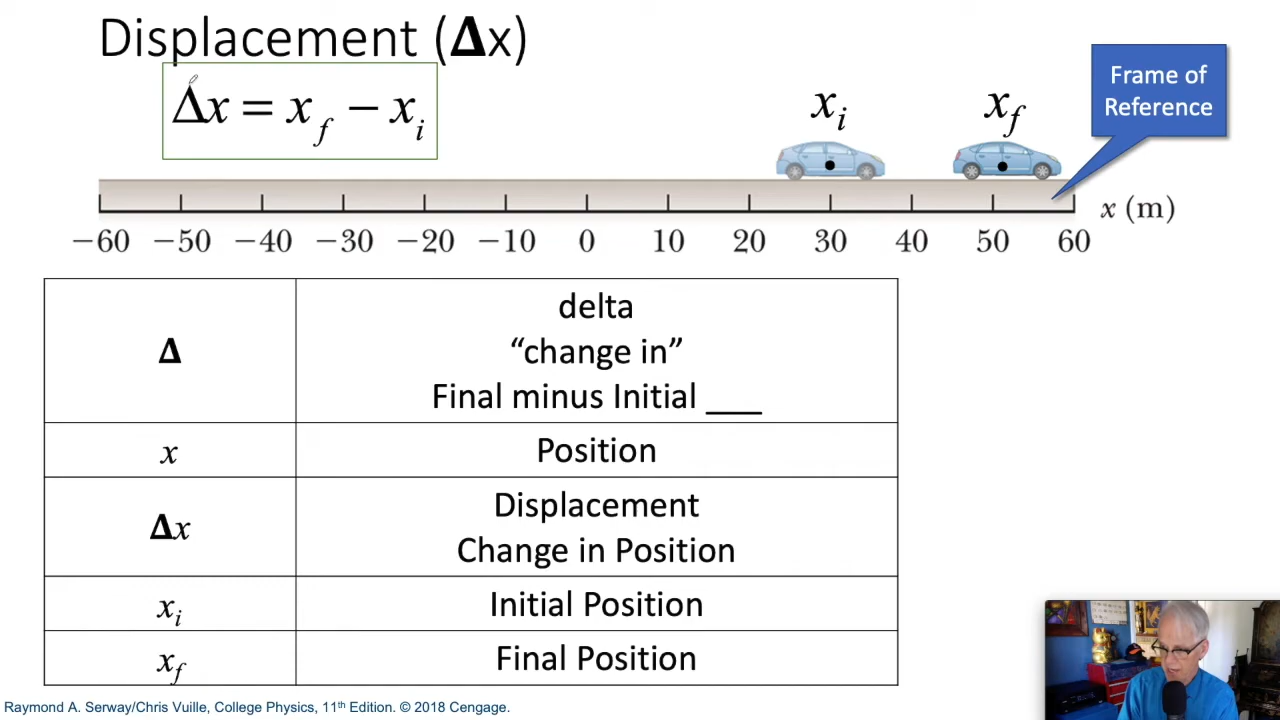 Displacement (Δx)
Δx = x_f − x_i
x_i
x_f
Frame of
Reference
−60 −50 −40 −30 −20 −10 0 10 20 30 40 50 60
x (m)
Δ
delta
“change in”
Final minus Initial ___
x
Position
Δx
Displacement
Change in Position
x_i
Initial Position
x_f
Final Position
Raymond A. Serway/Chris Vuille, College Physics, 11th Edition. © 2018 Cengage.